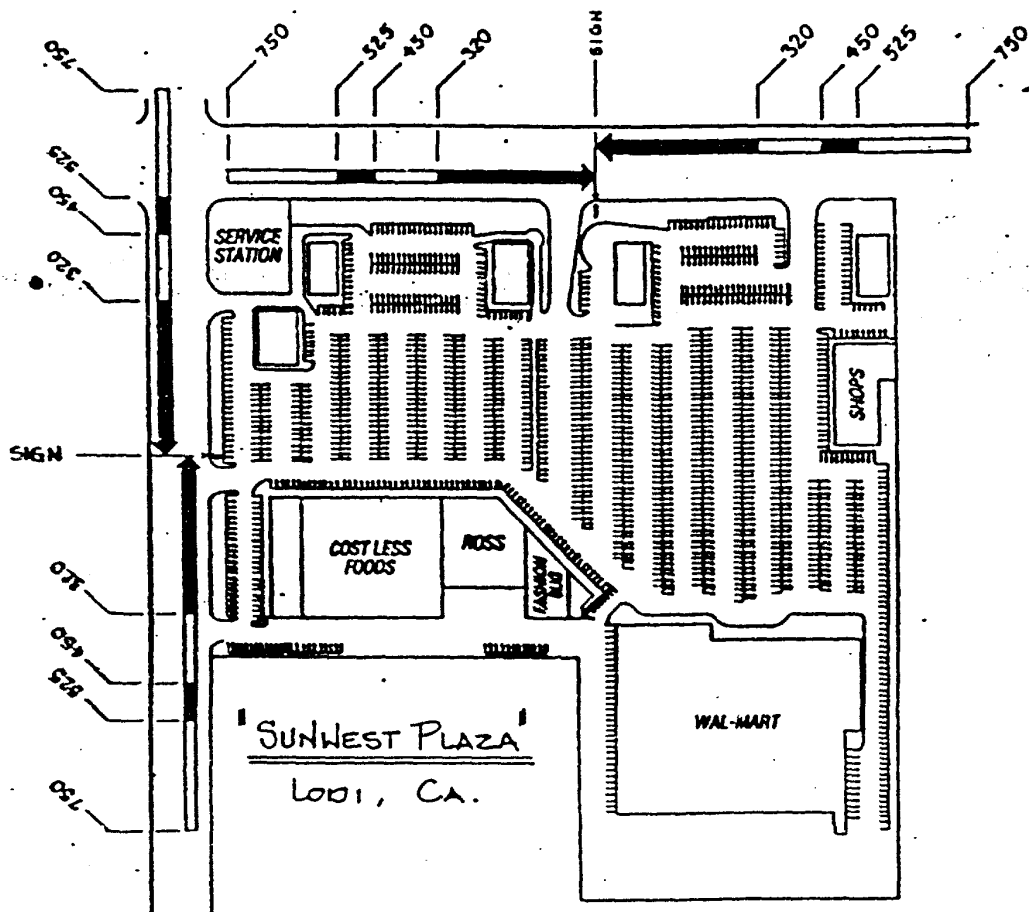 750
525
450
320
SIGN
320
450
525
750
750
525
450
320
SIGN
320
450
525
750
SERVICE
STATION
SHOPS
COST LESS
FOODS
ROSS
FASHION
BUG
WAL-MART
"SUNWEST PLAZA"
LODI, CA.